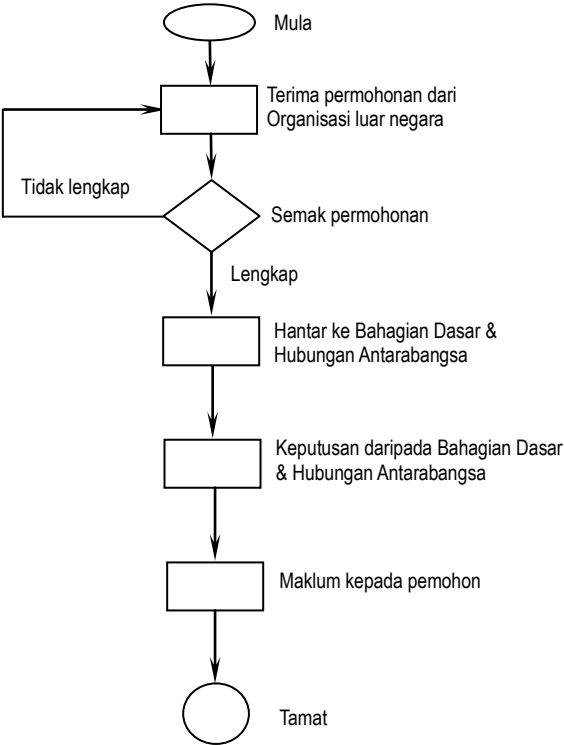 Mula
Terima permohonan dari
Organisasi luar negara
Tidak lengkap
Semak permohonan
Lengkap
Hantar ke Bahagian Dasar &
Hubungan Antarabangsa
Keputusan daripada Bahagian Dasar
& Hubungan Antarabangsa
Maklum kepada pemohon
Tamat